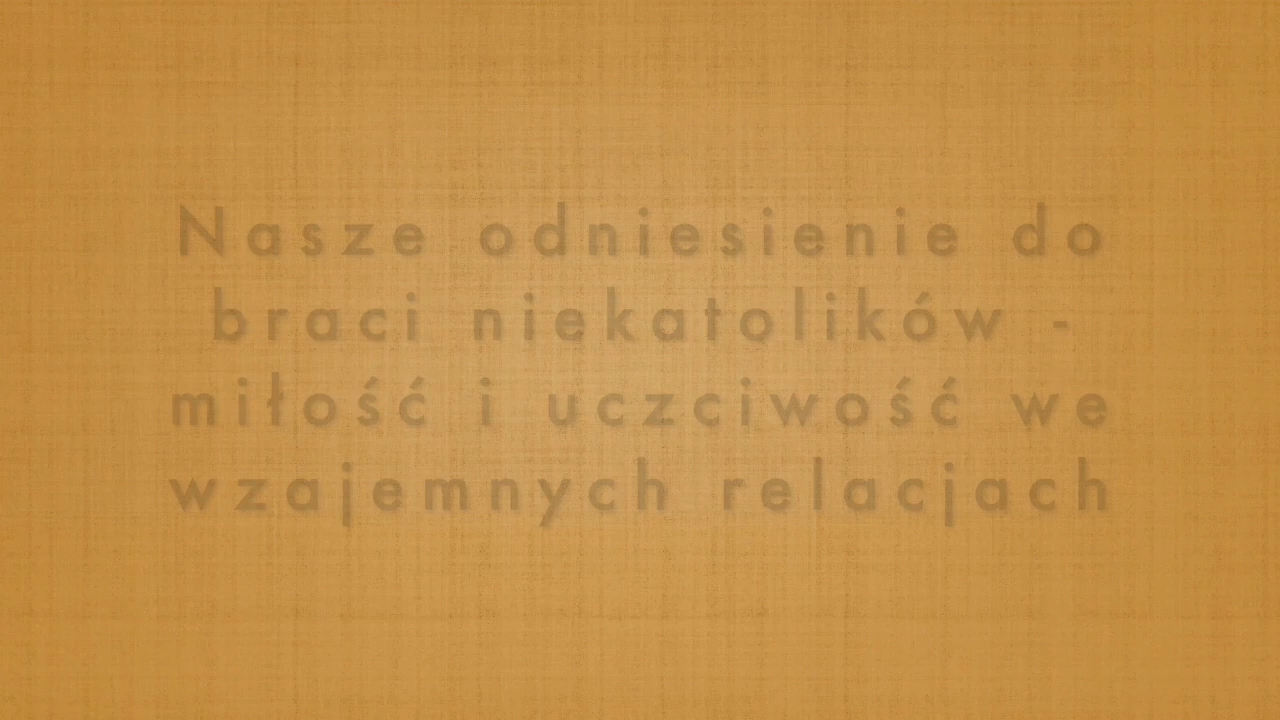 Nasze odniesienie do
braci niekatolików -
miłość i uczciwość we
wzajemnych relacjach